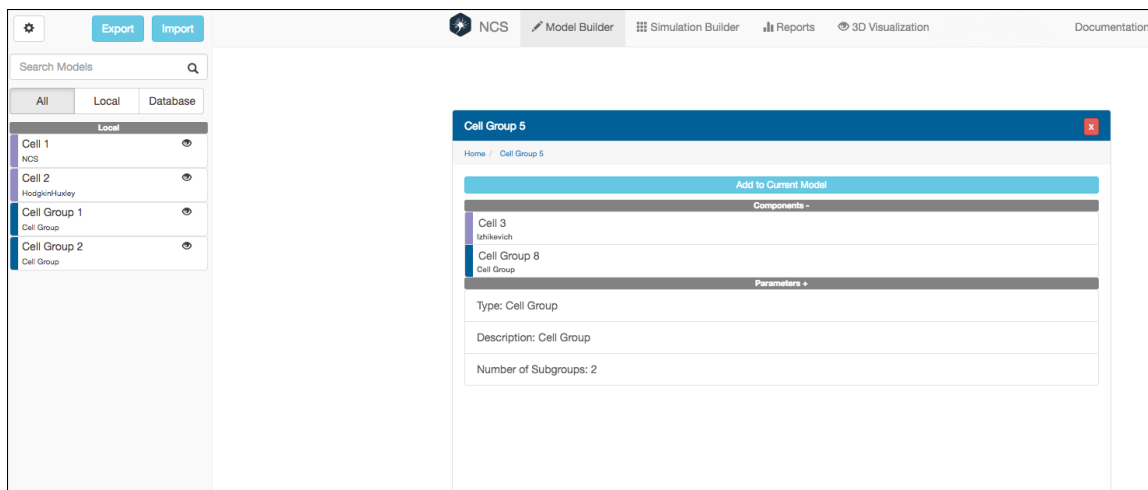 Export Import
NCS Model Builder Simulation Builder Reports 3D Visualization Documentation
Search Models
All Local Database
Local
Cell 1
NCS
Cell 2
HodgkinHuxley
Cell Group 1
Cell Group
Cell Group 2
Cell Group
Cell Group 5
x
Home / Cell Group 5
Add to Current Model
Components -
Cell 3
Izhikevich
Cell Group 8
Cell Group
Parameters +
Type: Cell Group
Description: Cell Group
Number of Subgroups: 2